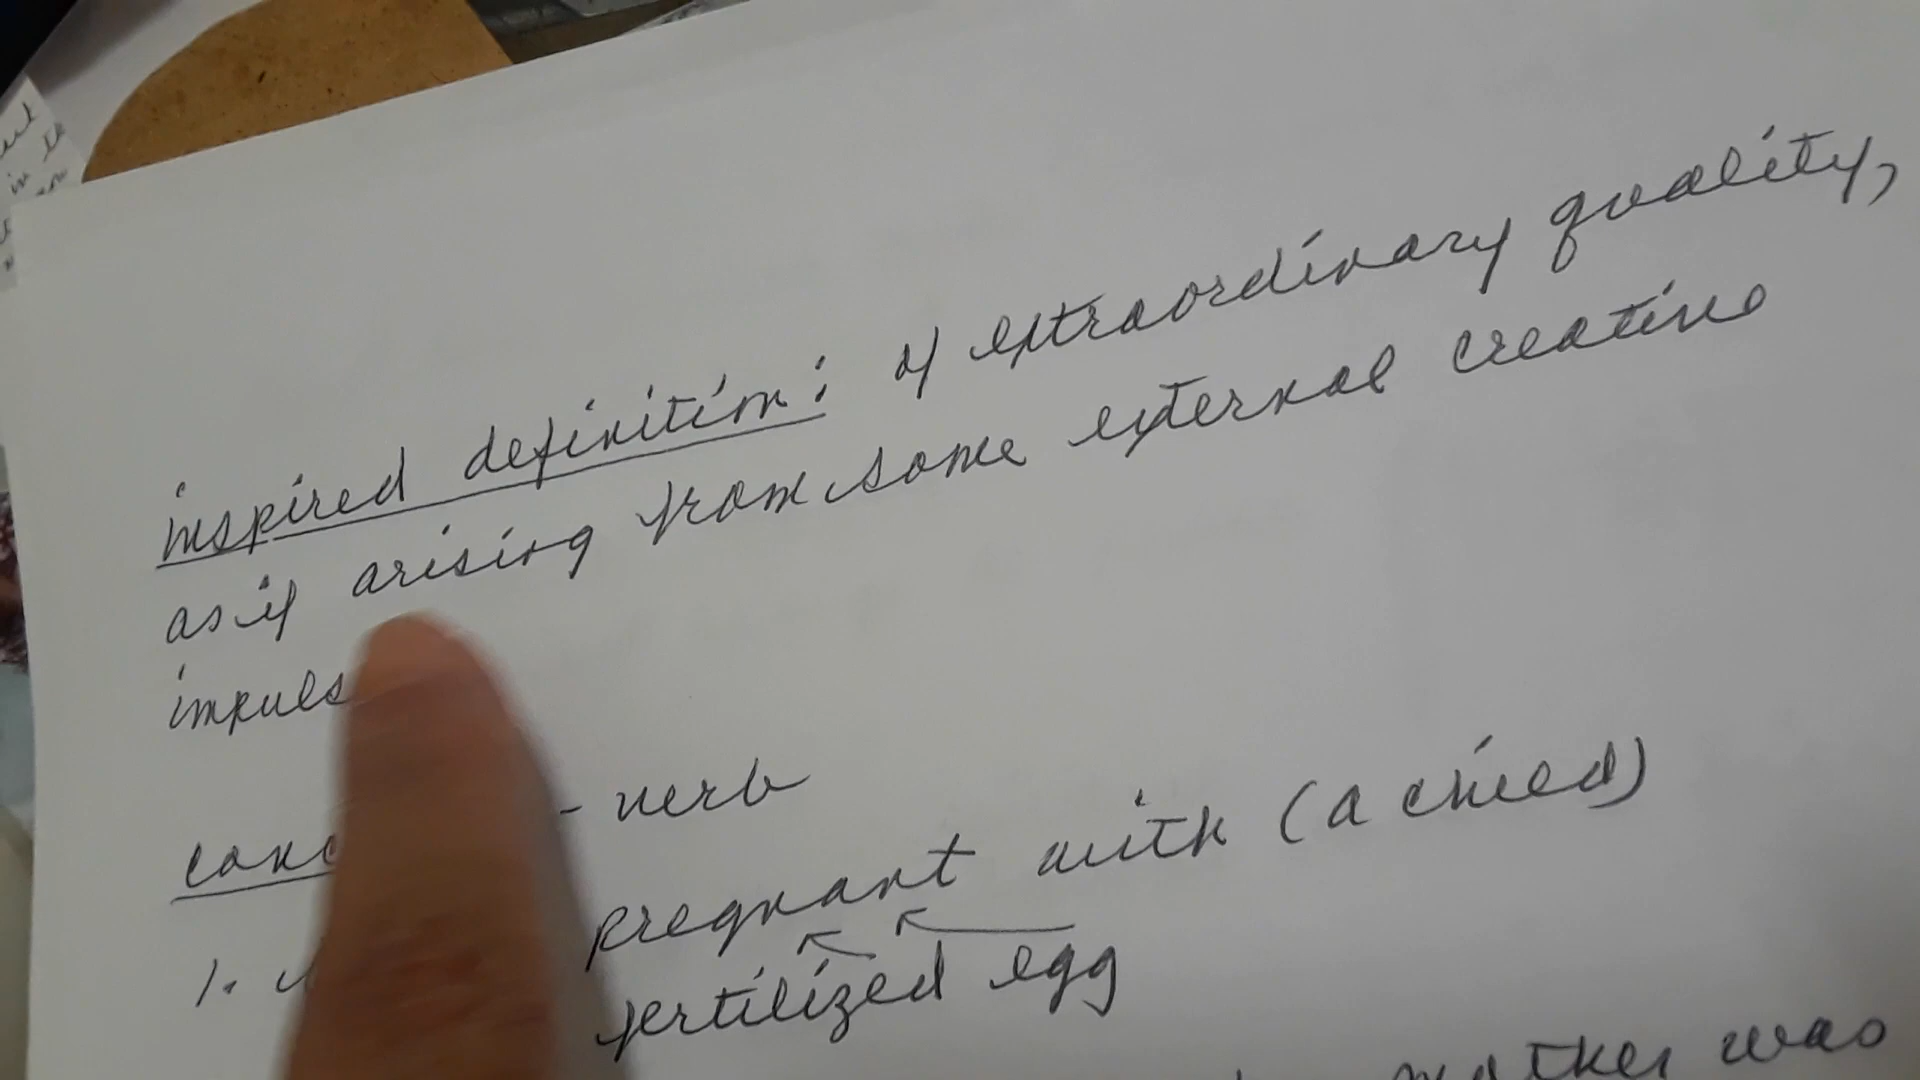 inspired definition: of extraordinary quality,
as if arising from some external creative
impuls
conc - verb
1. pregnant with (a child)
fertilized egg
mother was